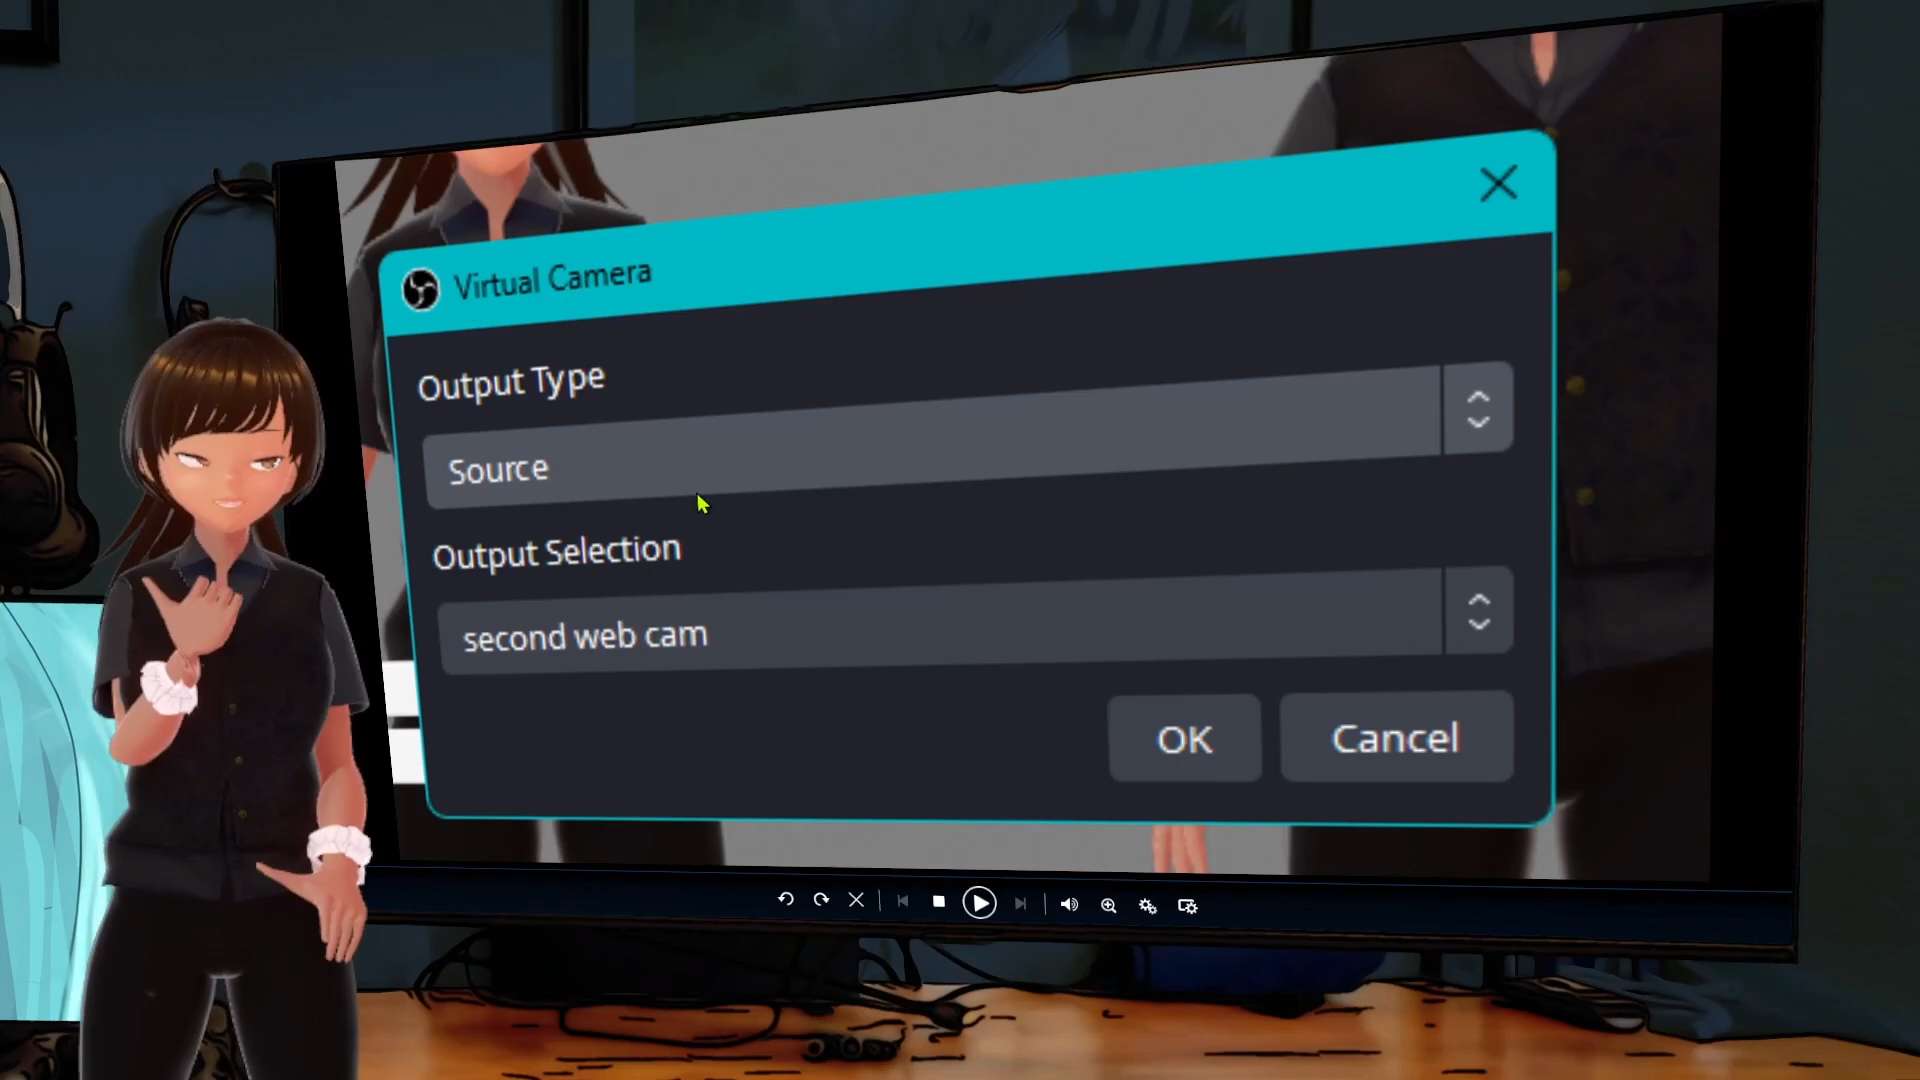 Virtual Camera
Output Type
Source
Output Selection
second web cam
OK
Cancel